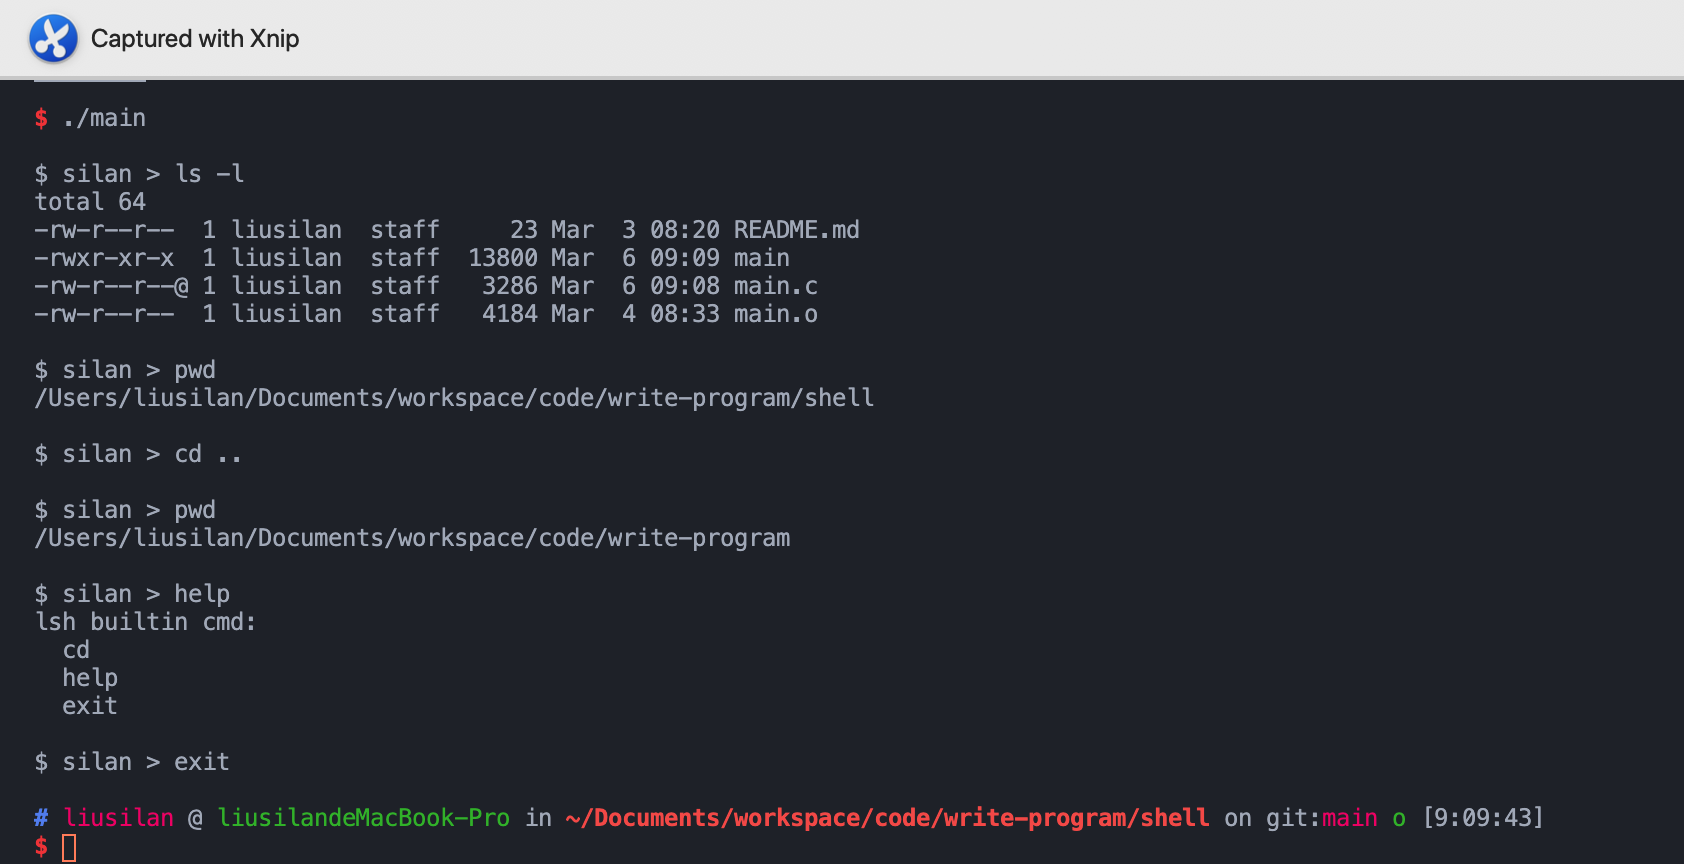 Captured with Xnip
$ ./main
$ silan > ls -l
total 64
-rw-r--r--  1 liusilan  staff     23 Mar  3 08:20 README.md
-rwxr-xr-x  1 liusilan  staff  13800 Mar  6 09:09 main
-rw-r--r--@ 1 liusilan  staff   3286 Mar  6 09:08 main.c
-rw-r--r--  1 liusilan  staff   4184 Mar  4 08:33 main.o
$ silan > pwd
/Users/liusilan/Documents/workspace/code/write-program/shell
$ silan > cd ..
$ silan > pwd
/Users/liusilan/Documents/workspace/code/write-program
$ silan > help
lsh builtin cmd:
  cd
  help
  exit
$ silan > exit
# liusilan @ liusilandeMacBook-Pro in ~/Documents/workspace/code/write-program/shell on git:main o [9:09:43]
$